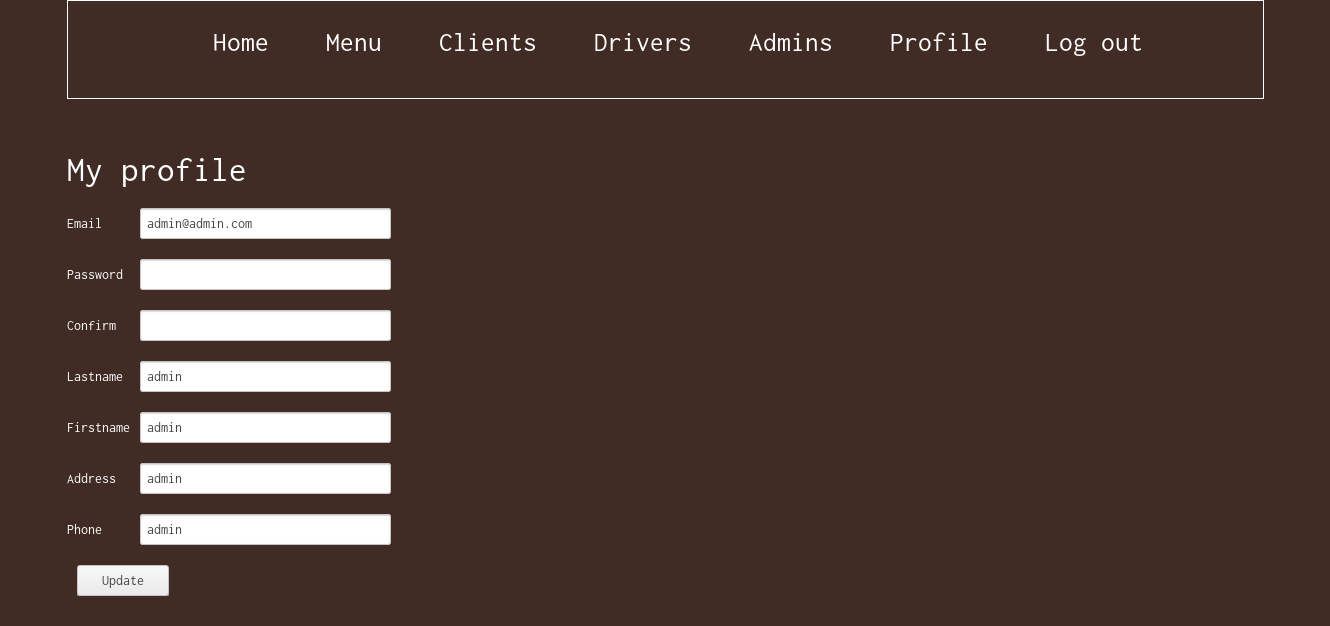 Home Menu Clients Drivers Admins Profile Log out
My profile
Email admin@admin.com
Password
Confirm
Lastname admin
Firstname admin
Address admin
Phone admin
Update